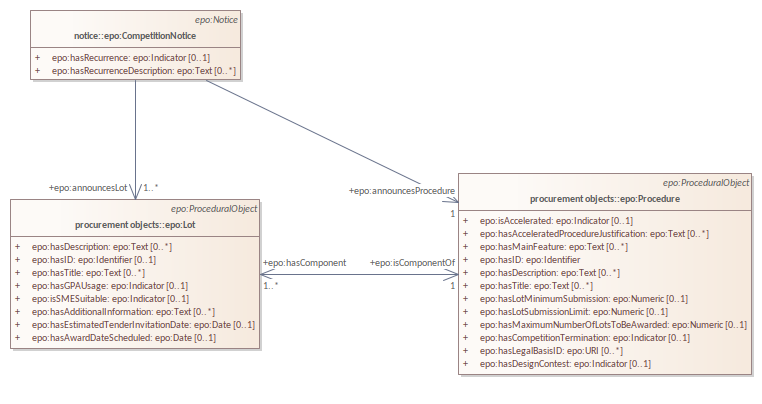 epo:Notice
notice::epo:CompetitionNotice
+ epo:hasRecurrence: epo:Indicator [0..1]
+ epo:hasRecurrenceDescription: epo:Text [0..*]
+epo:announcesLot 1..*
+epo:announcesProcedure
1
epo:ProceduralObject
procurement objects::epo:Lot
+ epo:hasDescription: epo:Text [0..*]
+ epo:hasID: epo:Identifier [0..1]
+ epo:hasTitle: epo:Text [0..*]
+ epo:hasGPAUsage: epo:Indicator [0..1]
+ epo:isSMESuitable: epo:Indicator [0..1]
+ epo:hasAdditionalInformation: epo:Text [0..*]
+ epo:hasEstimatedTenderInvitationDate: epo:Date [0..1]
+ epo:hasAwardDateScheduled: epo:Date [0..1]
+epo:hasComponent +epo:isComponentOf
1..* 1
epo:ProceduralObject
procurement objects::epo:Procedure
+ epo:isAccelerated: epo:Indicator [0..1]
+ epo:hasAcceleratedProcedureJustification: epo:Text [0..*]
+ epo:hasMainFeature: epo:Text [0..*]
+ epo:hasID: epo:Identifier
+ epo:hasDescription: epo:Text [0..*]
+ epo:hasTitle: epo:Text [0..*]
+ epo:hasLotMinimumSubmission: epo:Numeric [0..1]
+ epo:hasLotSubmissionLimit: epo:Numeric [0..1]
+ epo:hasMaximumNumberOfLotsToBeAwarded: epo:Numeric [0..1]
+ epo:hasCompetitionTermination: epo:Indicator [0..1]
+ epo:hasLegalBasisID: epo:URI [0..*]
+ epo:hasDesignContest: epo:Indicator [0..1]